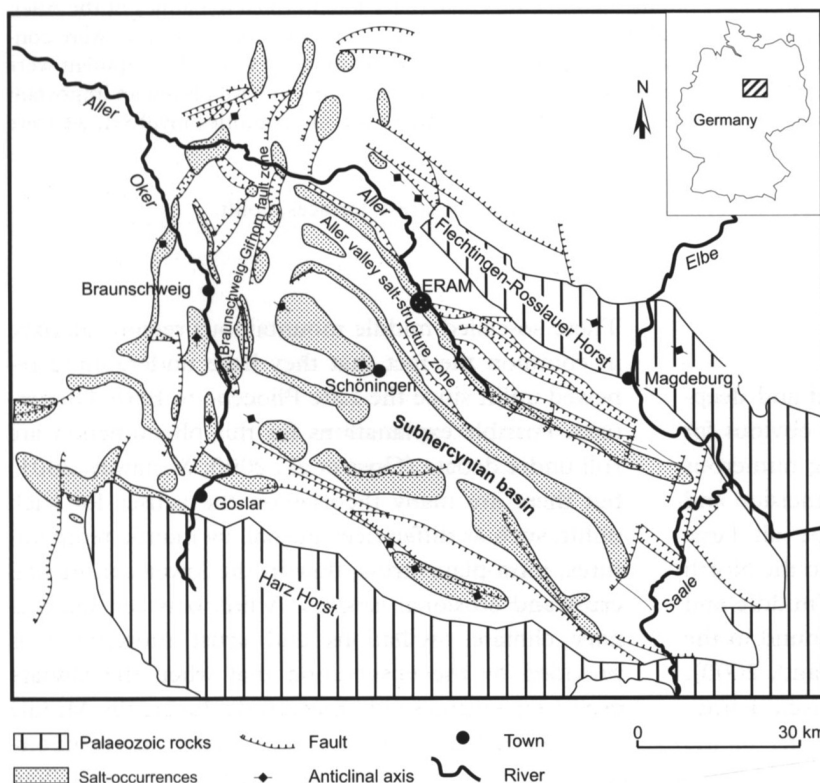 N
Germany
Aller
Oker
Braunschweig-Gifhorn fault zone
Aller
Aller valley salt-structure zone
Flechtingen-Rosslauer Horst
Elbe
ERAM
Braunschweig
Schöningen
Magdeburg
Subhercynian basin
Goslar
Harz Horst
Saale
Palaeozoic rocks
Fault
Town
0 30 km
Salt-occurrences
Anticlinal axis
River